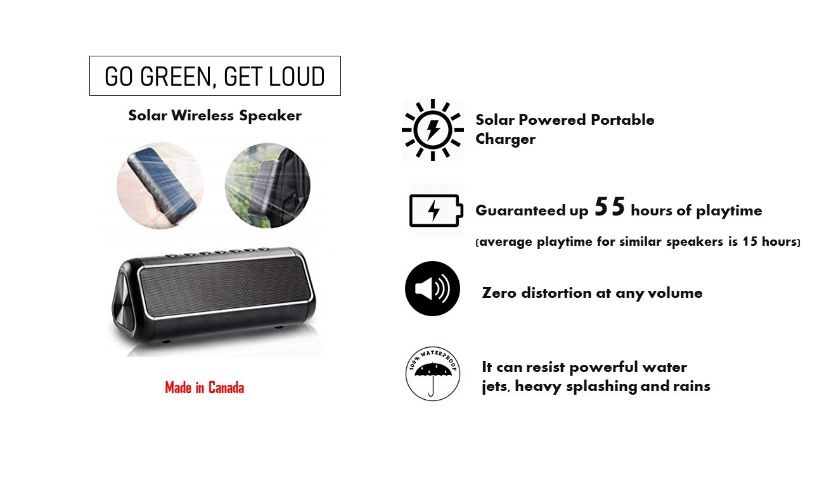 GO GREEN, GET LOUD
Solar Wireless Speaker
Solar Powered Portable
Charger
Guaranteed up 55 hours of playtime
(average playtime for similar speakers is 15 hours)
Zero distortion at any volume
100% WATERPROOF
It can resist powerful water
jets, heavy splashing and rains
Made in Canada